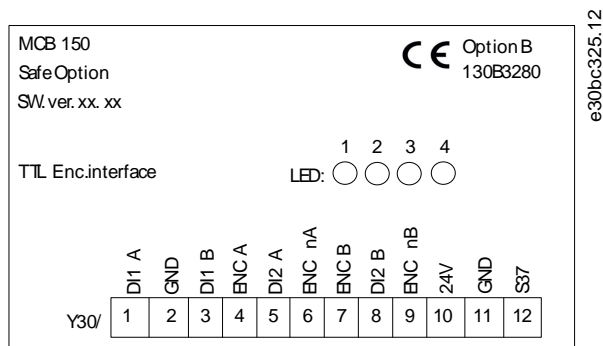 MCB 150
Safe Option
SW. ver. xx. xx
CE Option B
130B3280
e30bc325.12
TTL Enc.interface
1 2 3 4
LED:
DI1 A GND DI1 B ENC A DI2 A ENC nA ENC B DI2 B ENC nB 24V GND S37
Y30/ 1 2 3 4 5 6 7 8 9 10 11 12